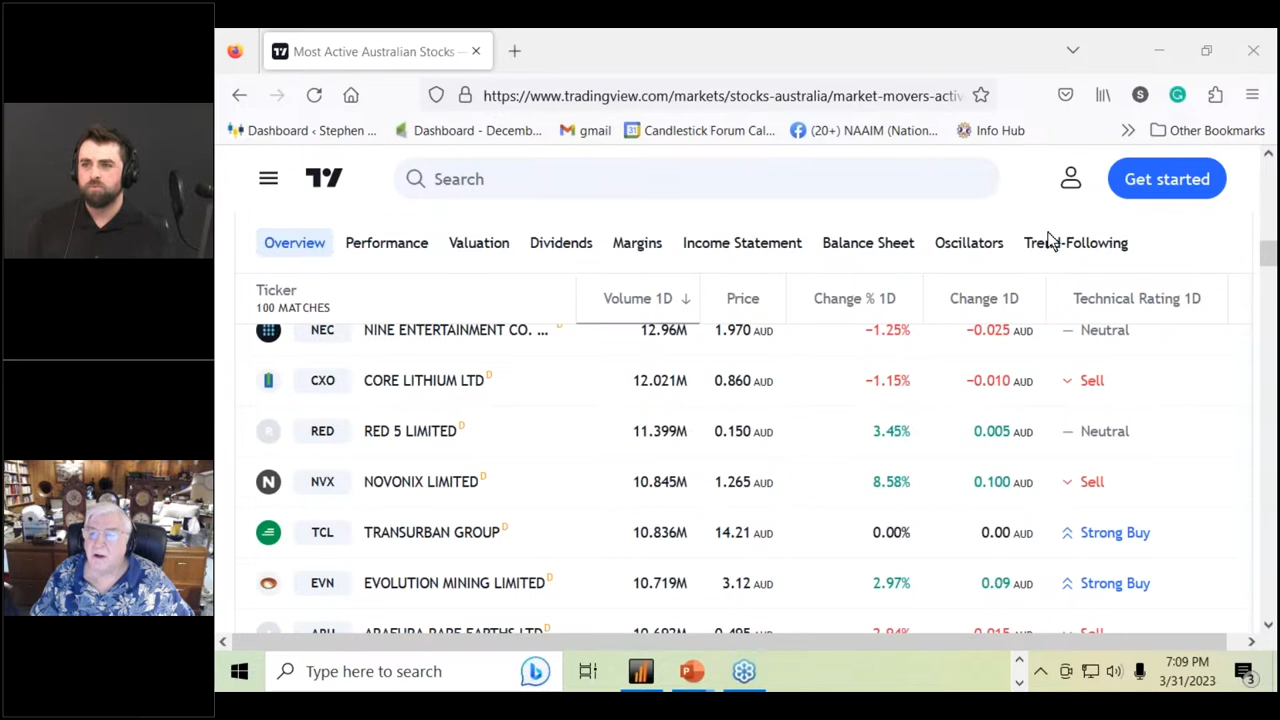 Most Active Australian Stocks —
https://www.tradingview.com/markets/stocks-australia/market-movers-activ
S
G
Dashboard ‹ Stephen ...
Dashboard - Decemb...
gmail
Candlestick Forum Cal...
(20+) NAAIM (Nation...
Info Hub
Other Bookmarks
Search
Get started
Overview Performance Valuation Dividends Margins Income Statement Balance Sheet Oscillators Trend-Following
Ticker
100 MATCHES
Volume 1D ↓ Price Change % 1D Change 1D Technical Rating 1D
NEC NINE ENTERTAINMENT CO. ... D 12.96M 1.970 AUD −1.25% −0.025 AUD — Neutral
CXO CORE LITHIUM LTD D 12.021M 0.860 AUD −1.15% −0.010 AUD Sell
R RED RED 5 LIMITED D 11.399M 0.150 AUD 3.45% 0.005 AUD — Neutral
N NVX NOVONIX LIMITED D 10.845M 1.265 AUD 8.58% 0.100 AUD Sell
TCL TRANSURBAN GROUP D 10.836M 14.21 AUD 0.00% 0.00 AUD Strong Buy
EVN EVOLUTION MINING LIMITED D 10.719M 3.12 AUD 2.97% 0.09 AUD Strong Buy
Type here to search
7:09 PM
3/31/2023
3